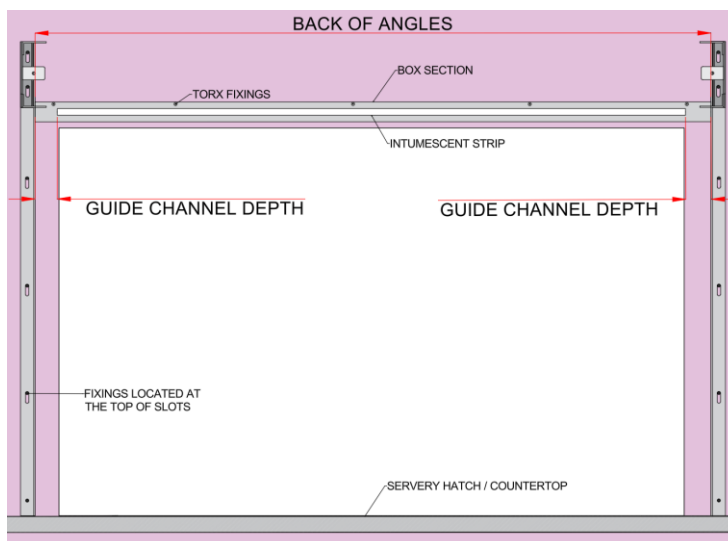 BACK OF ANGLES
BOX SECTION
TORX FIXINGS
INTUMESCENT STRIP
GUIDE CHANNEL DEPTH
GUIDE CHANNEL DEPTH
FIXINGS LOCATED AT
THE TOP OF SLOTS
SERVERY HATCH / COUNTERTOP